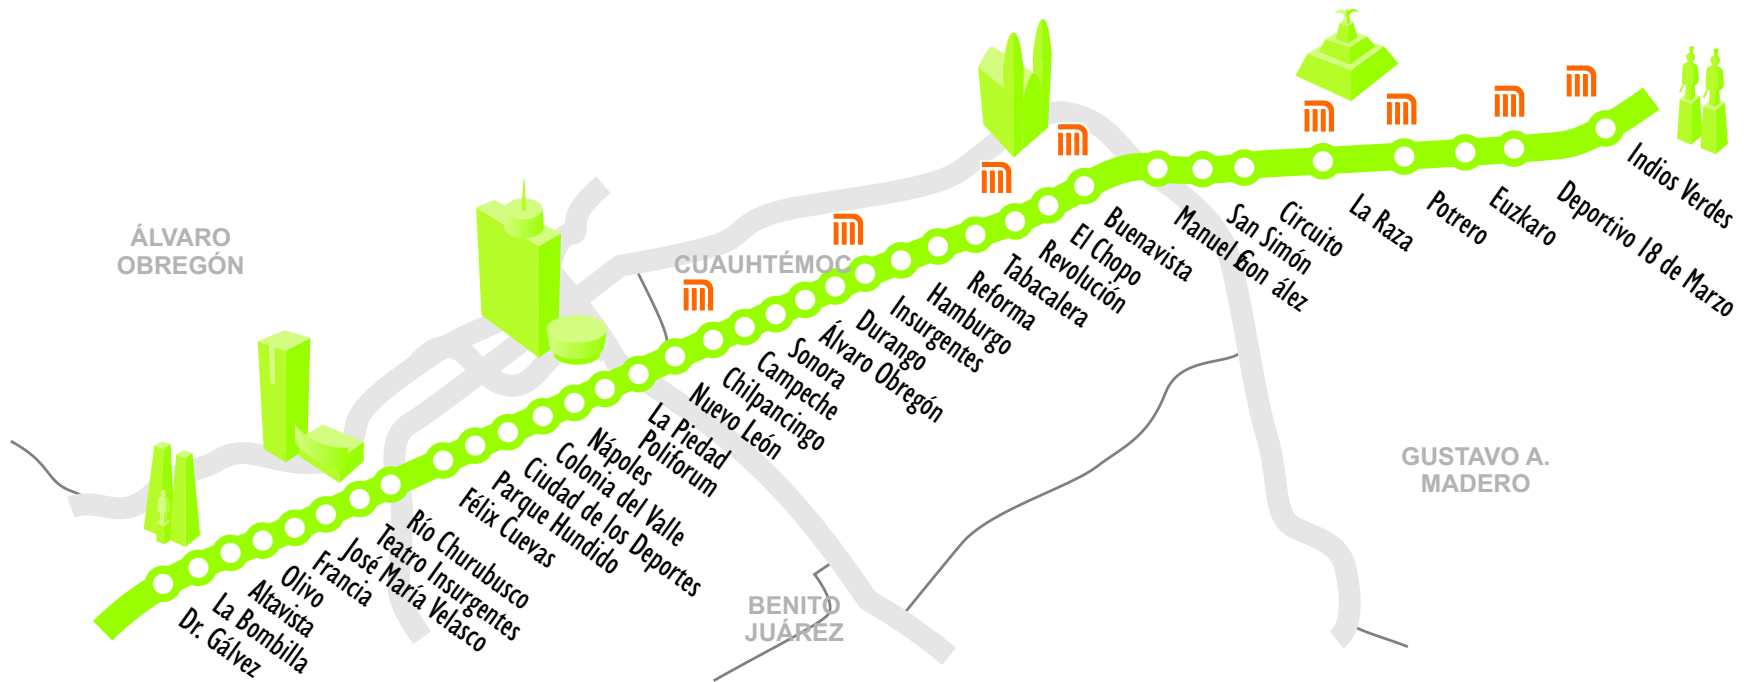 ÁLVARO
OBREGÓN
CUAUHTÉMOC
GUSTAVO A.
MADERO
BENITO
JUÁREZ
Dr. Gálvez
La Bombilla
Altavista
Olivo
Francia
José María Velasco
Teatro Insurgentes
Río Churubusco
Félix Cuevas
Parque Hundido
Ciudad de los Deportes
Colonia del Valle
Nápoles
Poliforum
La Piedad
Nuevo León
Chilpancingo
Campeche
Sonora
Álvaro Obregón
Durango
Insurgentes
Hamburgo
Reforma
Tabacalera
Revolución
El Chopo
Buenavista
Manuel
San Simón
Circuito
La Raza
Potrero
Euzkaro
Deportivo 18 de Marzo
Indios Verdes